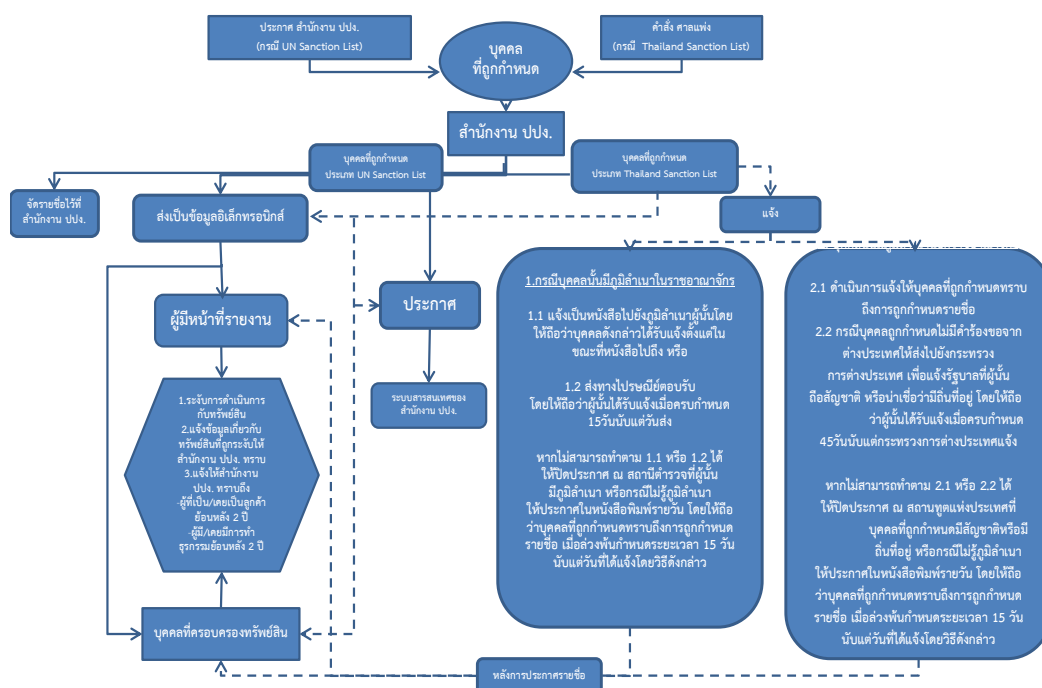 ประกาศ สำนักงาน ปปง.
(กรณี UN Sanction List)
บุคคล
ที่ถูกกำหนด
คำสั่ง ศาลแพ่ง
(กรณี Thailand Sanction List)
สำนักงาน ปปง.
บุคคลที่ถูกกำหนด
ประเภท UN Sanction List
บุคคลที่ถูกกำหนด
ประเภท Thailand Sanction List
จัดรายชื่อไว้ที่
สำนักงาน ปปง.
ส่งเป็นข้อมูลอิเล็กทรอนิกส์
แจ้ง
ผู้มีหน้าที่รายงาน
ประกาศ
ระบบสารสนเทศของ
สำนักงาน ปปง.
1.ระงับการดำเนินการ
กับทรัพย์สิน
2.แจ้งข้อมูลเกี่ยวกับ
ทรัพย์สินที่ถูกระงับให้
สำนักงาน ปปง. ทราบ
3.แจ้งให้สำนักงาน
ปปง. ทราบถึง
-ผู้ที่เป็น/เคยเป็นลูกค้า
ย้อนหลัง 2 ปี
-ผู้มี/เคยมีการทำ
ธุรกรรมย้อนหลัง 2 ปี
บุคคลที่ครอบครองทรัพย์สิน
1.กรณีบุคคลนั้นมีภูมิลำเนาในราชอาณาจักร
1.1 แจ้งเป็นหนังสือไปยังภูมิลำเนาผู้นั้นโดย
ให้ถือว่าบุคคลดังกล่าวได้รับแจ้งตั้งแต่ใน
ขณะที่หนังสือไปถึง หรือ
1.2 ส่งทางไปรษณีย์ตอบรับ
โดยให้ถือว่าผู้นั้นได้รับแจ้งเมื่อครบกำหนด
15วันนับแต่วันส่ง
หากไม่สามารถทำตาม 1.1 หรือ 1.2 ได้
ให้ปิดประกาศ ณ สถานีตำรวจที่ผู้นั้น
มีภูมิลำเนา หรือกรณีไม่รู้ภูมิลำเนา
ให้ประกาศในหนังสือพิมพ์รายวัน โดยให้ถือ
ว่าบุคคลที่ถูกกำหนดทราบถึงการถูกกำหนด
รายชื่อ เมื่อล่วงพ้นกำหนดระยะเวลา 15 วัน
นับแต่วันที่ได้แจ้งโดยวิธีดังกล่าว
2.1 ดำเนินการแจ้งให้บุคคลที่ถูกกำหนดทราบ
ถึงการถูกกำหนดรายชื่อ
2.2 กรณีบุคคลถูกกำหนดไม่มีคำร้องขอจาก
ต่างประเทศให้ส่งไปยังกระทรวง
การต่างประเทศ เพื่อแจ้งรัฐบาลที่ผู้นั้น
ถือสัญชาติ หรือน่าเชื่อว่ามีถิ่นที่อยู่ โดยให้ถือ
ว่าผู้นั้นได้รับแจ้งเมื่อครบกำหนด
45วันนับแต่กระทรวงการต่างประเทศแจ้ง
หากไม่สามารถทำตาม 2.1 หรือ 2.2 ได้
ให้ปิดประกาศ ณ สถานทูตแห่งประเทศที่
บุคคลที่ถูกกำหนดมีสัญชาติหรือมี
ถิ่นที่อยู่ หรือกรณีไม่รู้ภูมิลำเนา
ให้ประกาศในหนังสือพิมพ์รายวัน โดยให้ถือ
ว่าบุคคลที่ถูกกำหนดทราบถึงการถูกกำหนด
รายชื่อ เมื่อล่วงพ้นกำหนดระยะเวลา 15 วัน
นับแต่วันที่ได้แจ้งโดยวิธีดังกล่าว
หลังการประกาศรายชื่อ